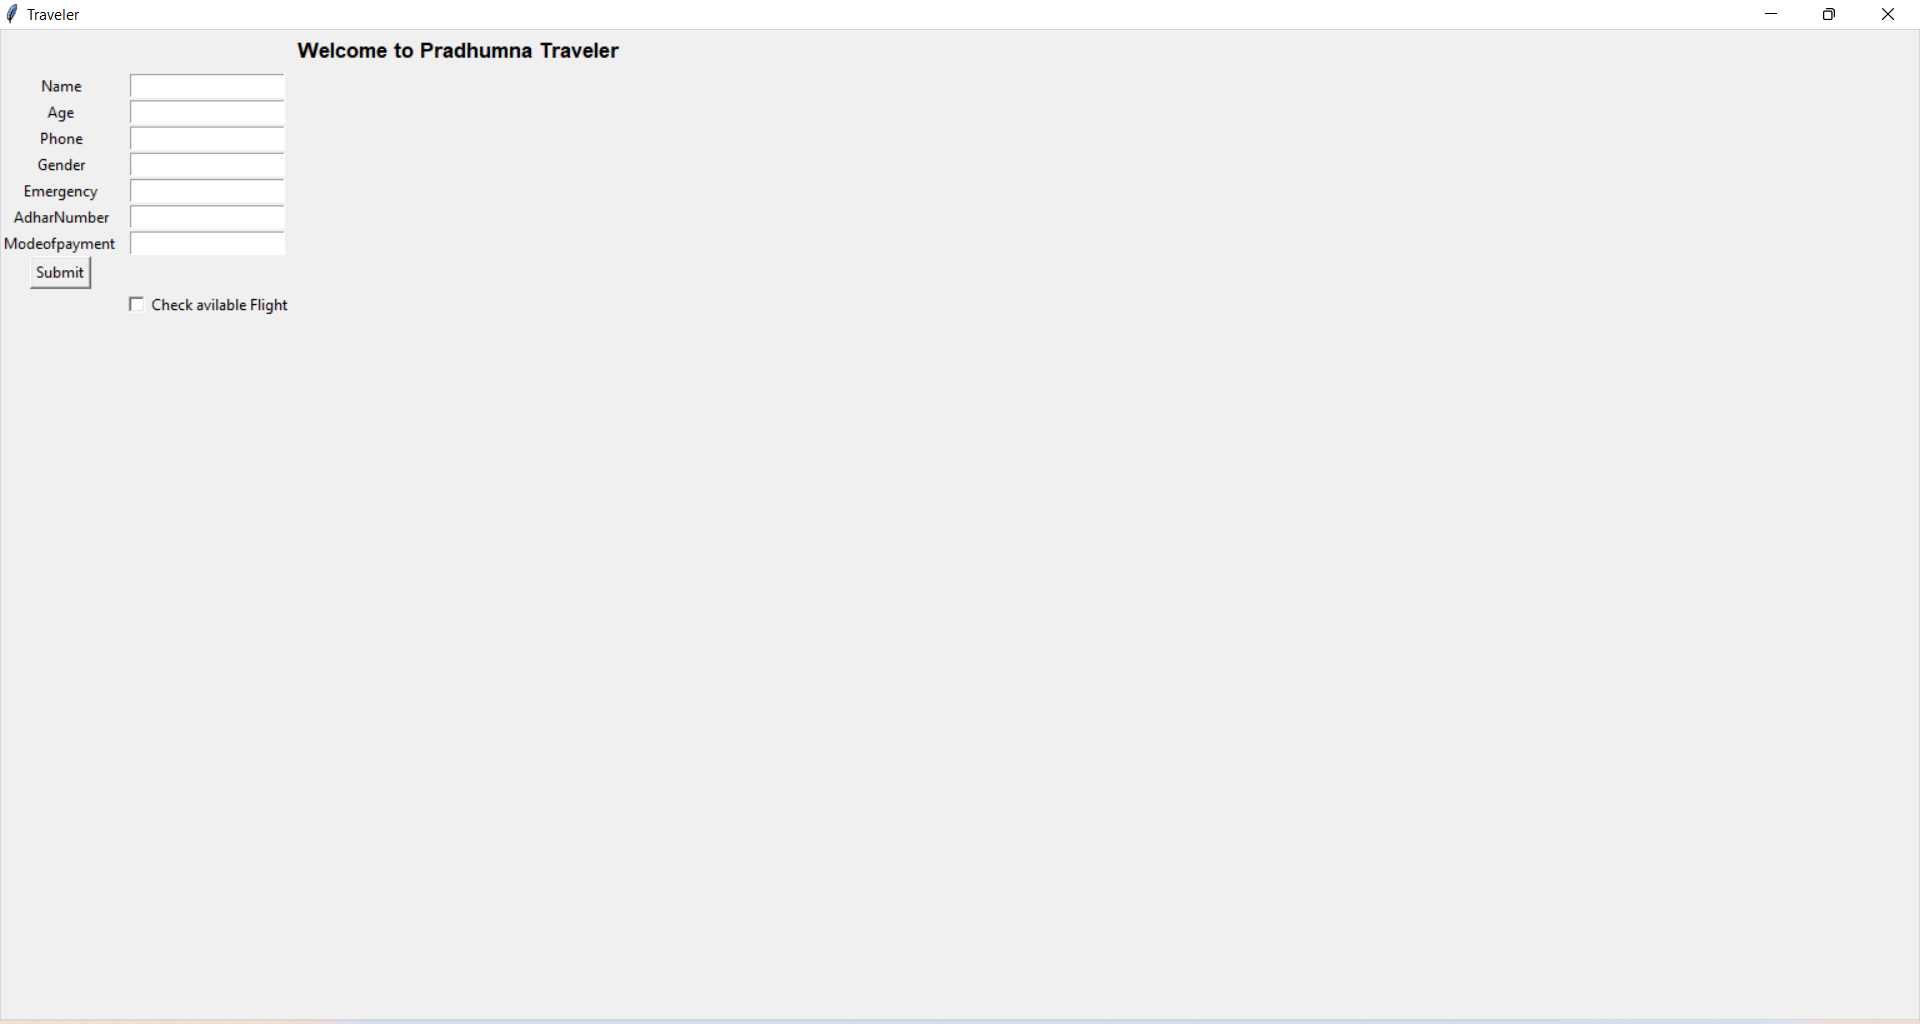 Traveler
Welcome to Pradhumna Traveler
Name
Age
Phone
Gender
Emergency
AdharNumber
Modeofpayment
Submit
Check avilable Flight